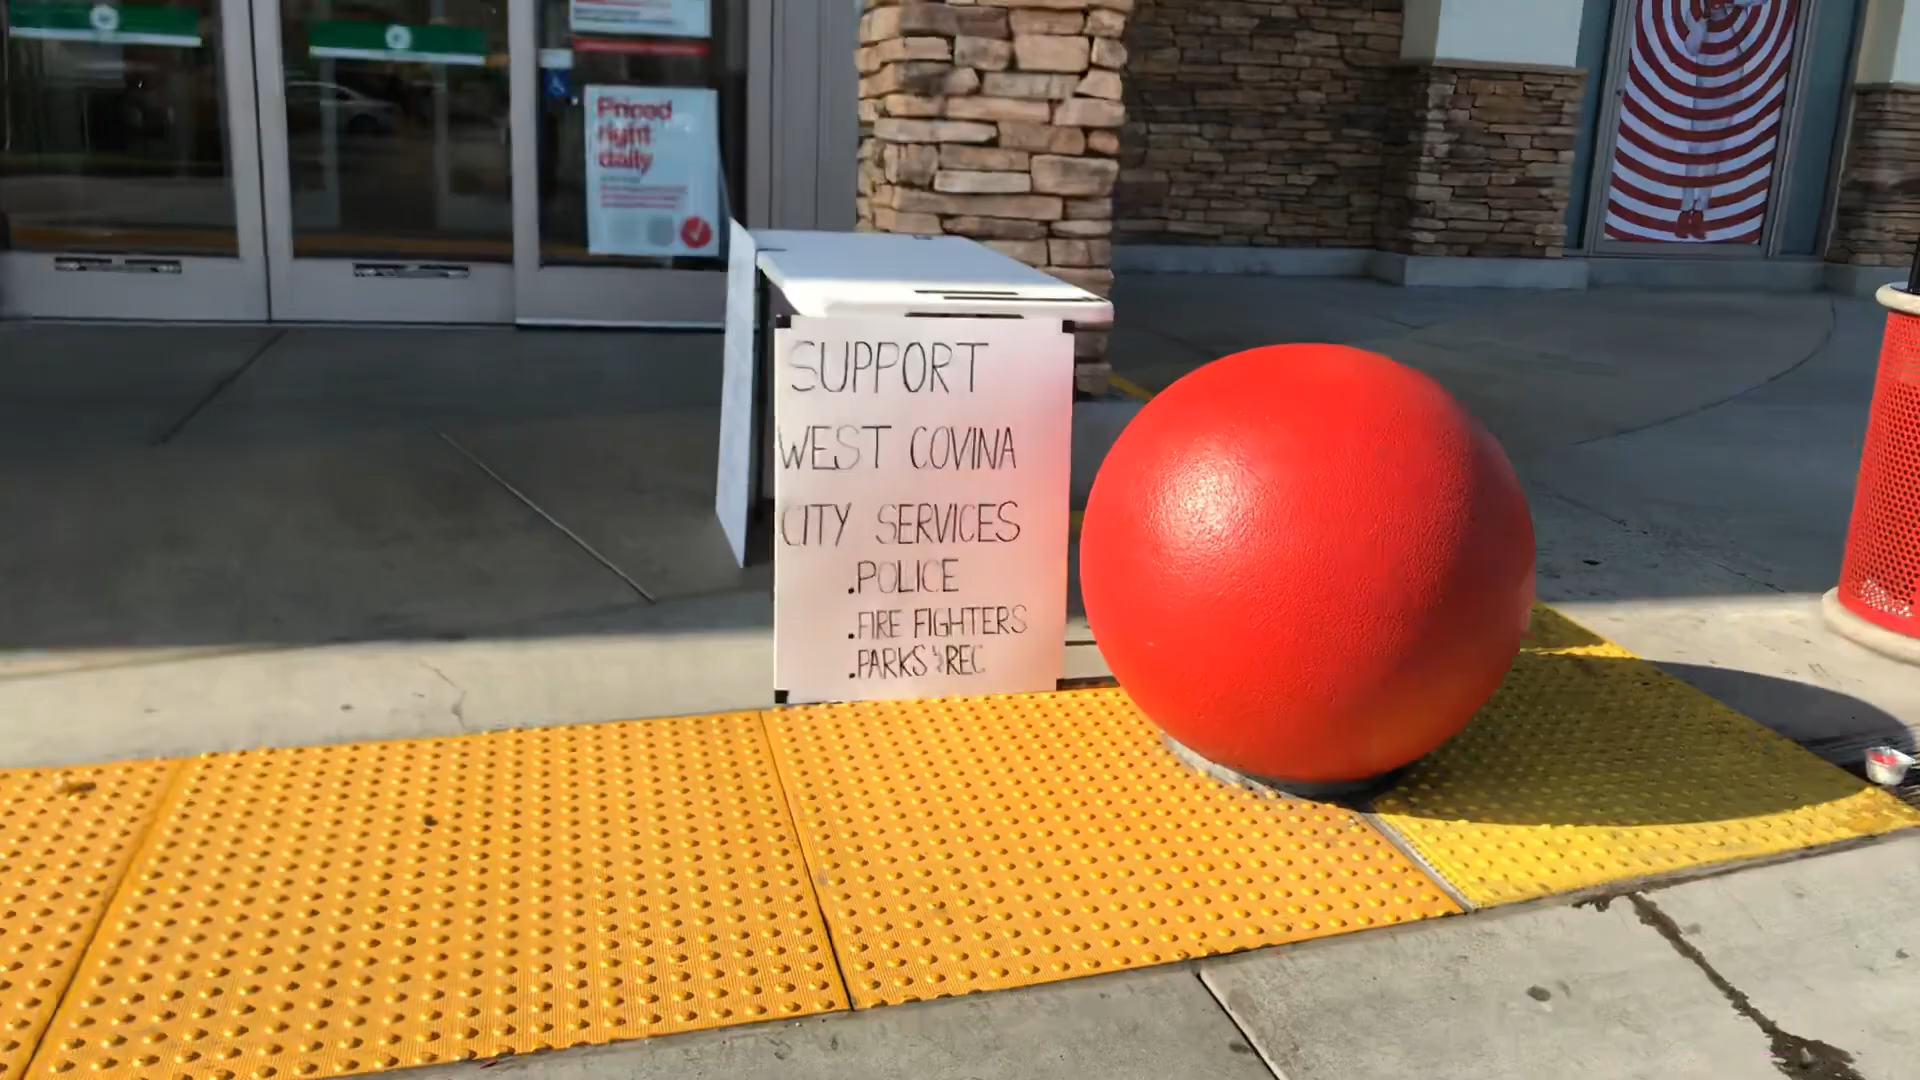 Priced
right
daily
SUPPORT
WEST COVINA
CITY SERVICES
.POLICE
.FIRE FIGHTERS
.PARKS & REC